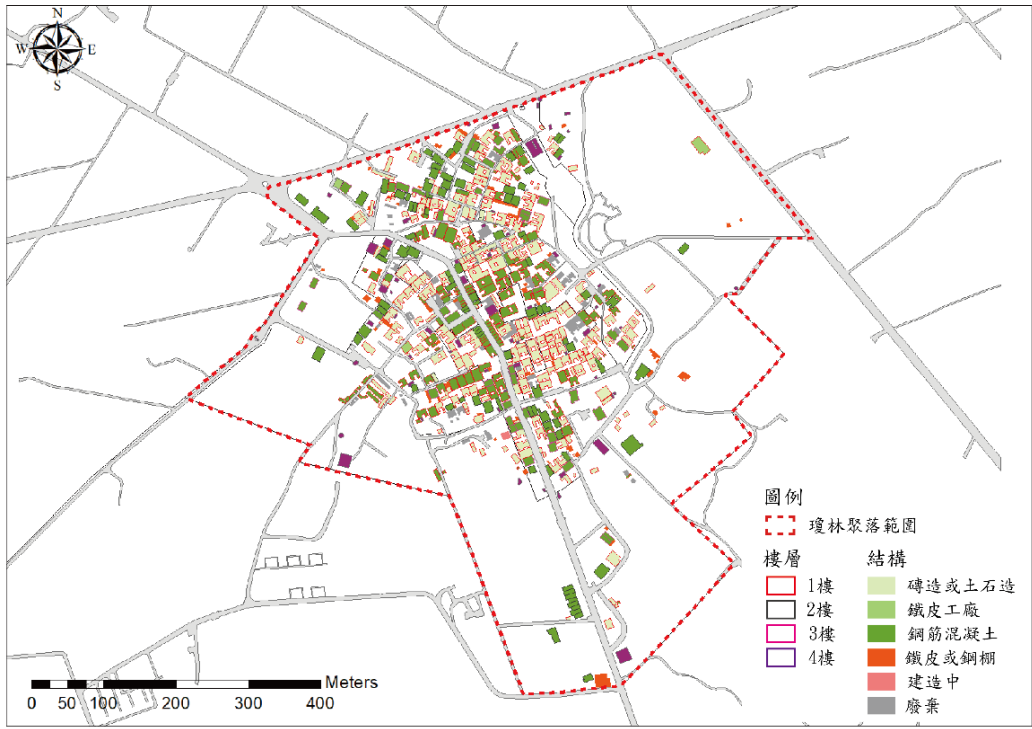 N
W E
S
圖例
瓊林聚落範圍
樓層 結構
1樓 磚造或土石造
2樓 鐵皮工廠
3樓 鋼筋混凝土
4樓 鐵皮或鋼棚
建造中
廢棄
Meters
0 50 100 200 300 400